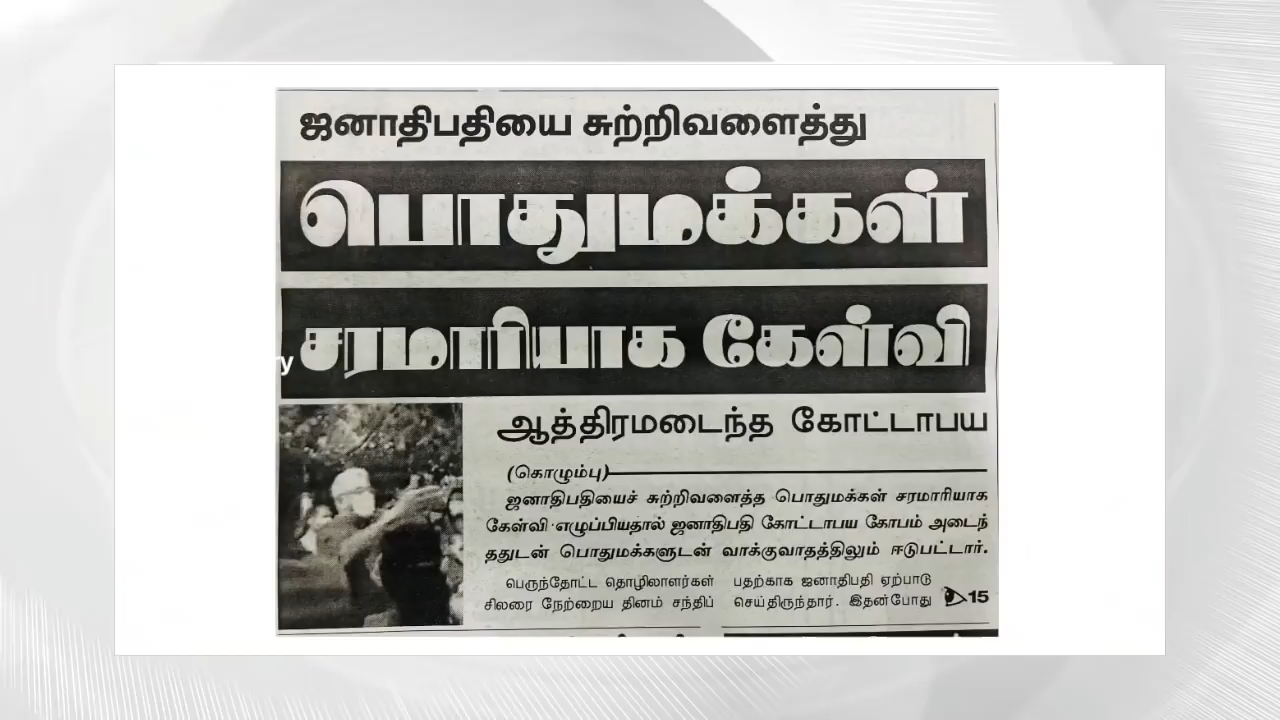 ஜனாதிபதியை சுற்றிவளைத்து
பொதுமக்கள்
சரமாரியாக கேள்வி
ஆத்திரமடைந்த கோட்டாபய
(கொழும்பு)
ஜனாதிபதியைச் சுற்றிவளைத்த பொதுமக்கள் சரமாரியாக
கேள்வி எழுப்பியதால் ஜனாதிபதி கோட்டாபய கோபம் அடைந்
ததுடன் பொதுமக்களுடன் வாக்குவாதத்திலும் ஈடுபட்டார்.
பெருந்தோட்ட தொழிலாளர்கள்
சிலரை நேற்றைய தினம் சந்திப்
பதற்காக ஜனாதிபதி ஏற்பாடு
செய்திருந்தார். இதன்போது 15